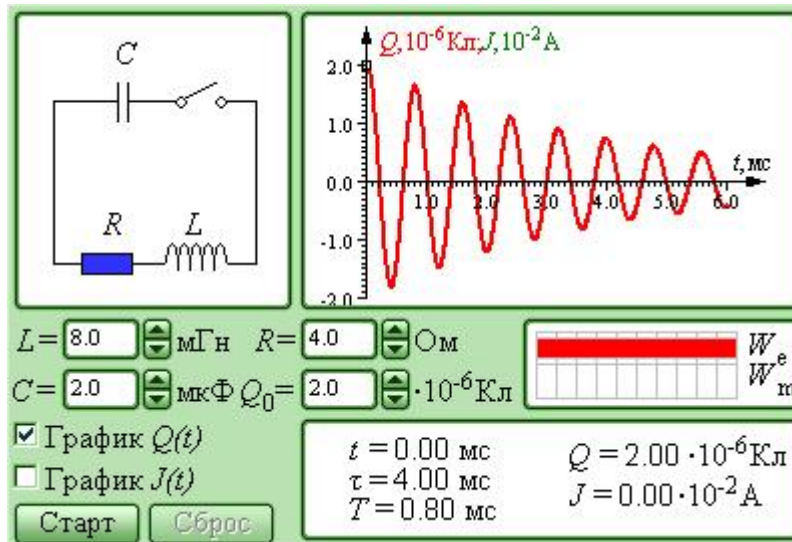 C
R L
Q,10⁻⁶Кл;J,10⁻²А
2.0
1.0
0.0
-1.0
-2.0
t,мс
1.0 2.0 3.0 4.0 5.0 6.0
L= 8.0 мГн R= 4.0 Ом
C= 2.0 мкФ Q₀= 2.0 ·10⁻⁶Кл
Wₑ
Wₘ
График Q(t)
График J(t)
Старт Сброс
t = 0.00 мс
τ = 4.00 мс
T = 0.80 мс
Q = 2.00 ·10⁻⁶Кл
J = 0.00·10⁻²А